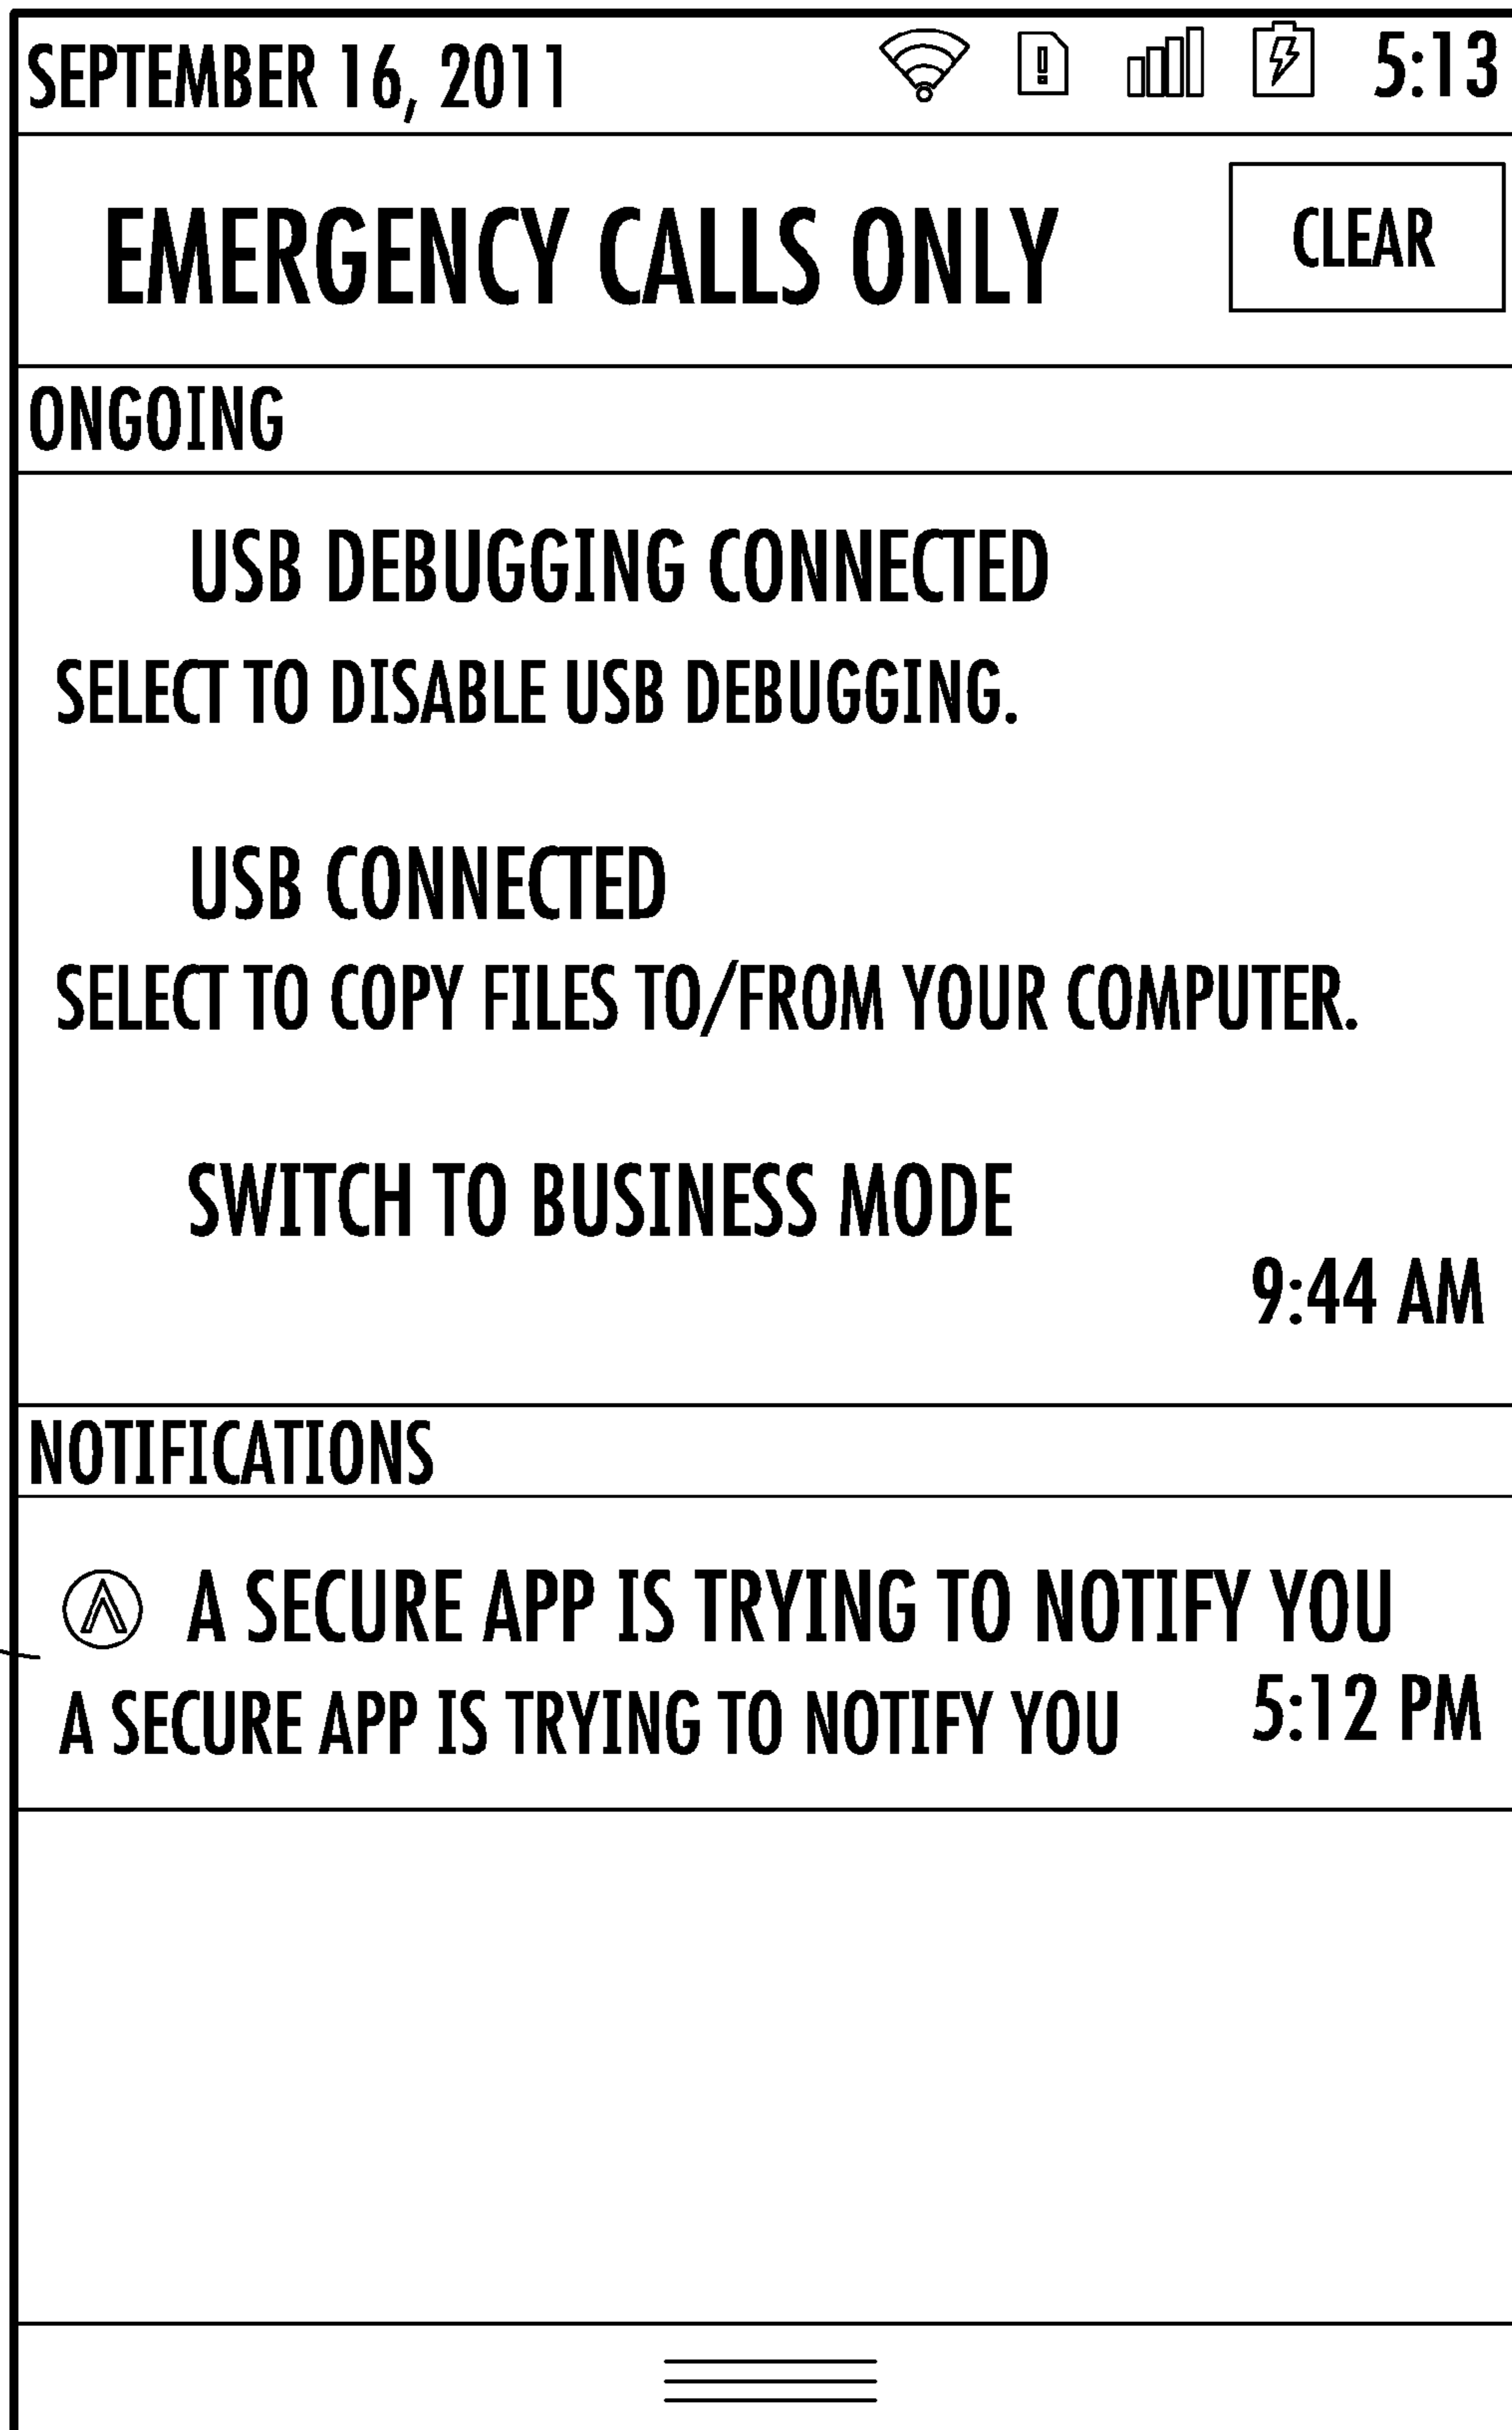 SEPTEMBER 16, 2011 5:13
EMERGENCY CALLS ONLY CLEAR
ONGOING
USB DEBUGGING CONNECTED
SELECT TO DISABLE USB DEBUGGING.
USB CONNECTED
SELECT TO COPY FILES TO/FROM YOUR COMPUTER.
SWITCH TO BUSINESS MODE
9:44 AM
NOTIFICATIONS
A SECURE APP IS TRYING TO NOTIFY YOU
A SECURE APP IS TRYING TO NOTIFY YOU 5:12 PM